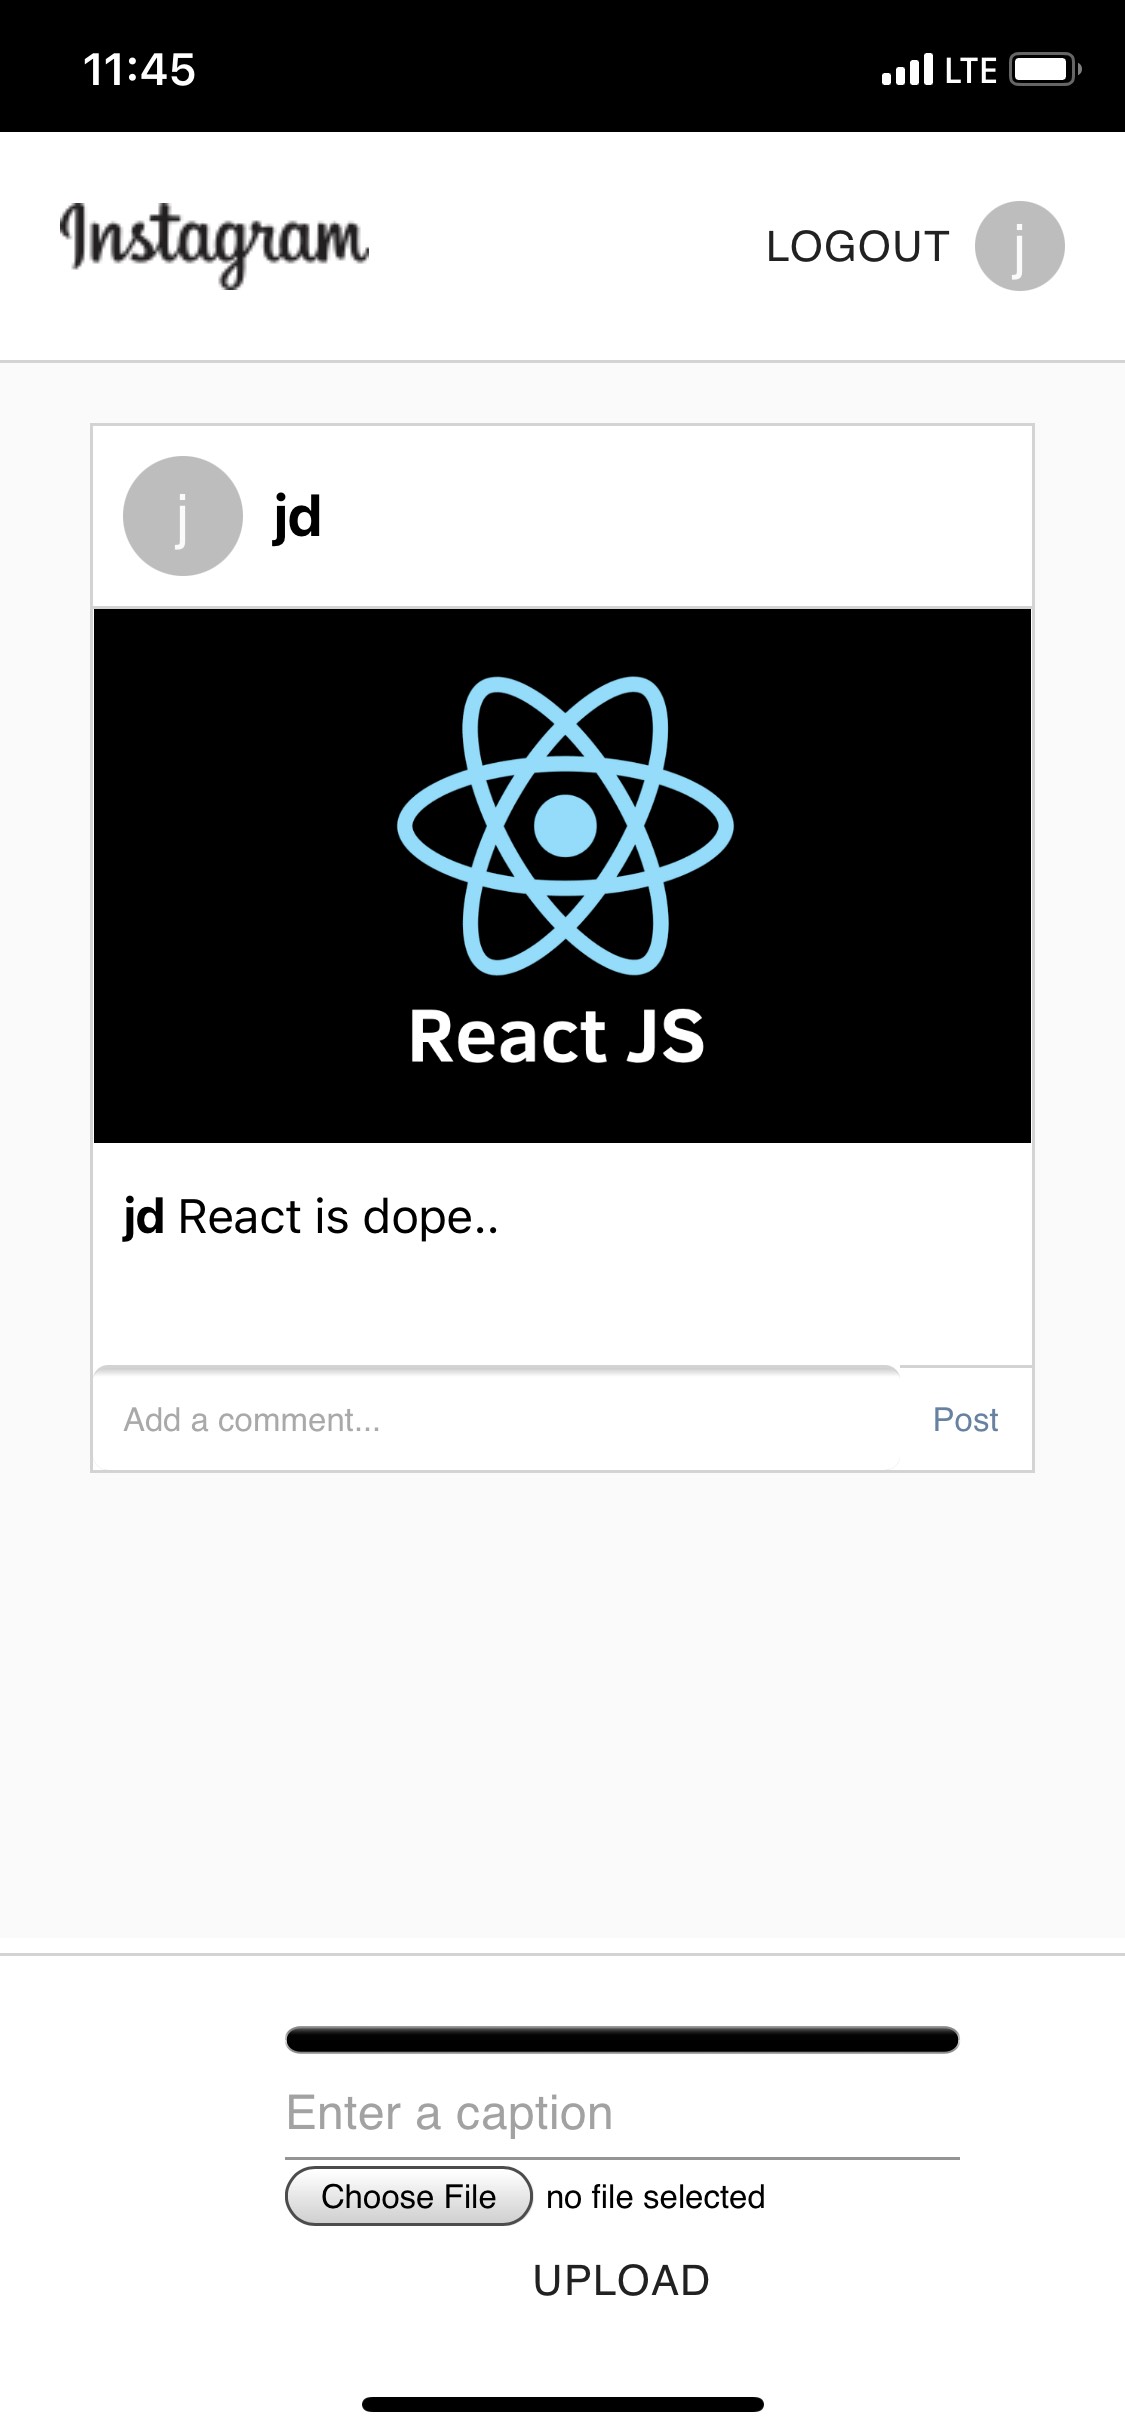 11:45 LTE
Instagram
LOGOUT j
j jd
React JS
jd React is dope..
Add a comment... Post
Enter a caption
Choose File no file selected
UPLOAD